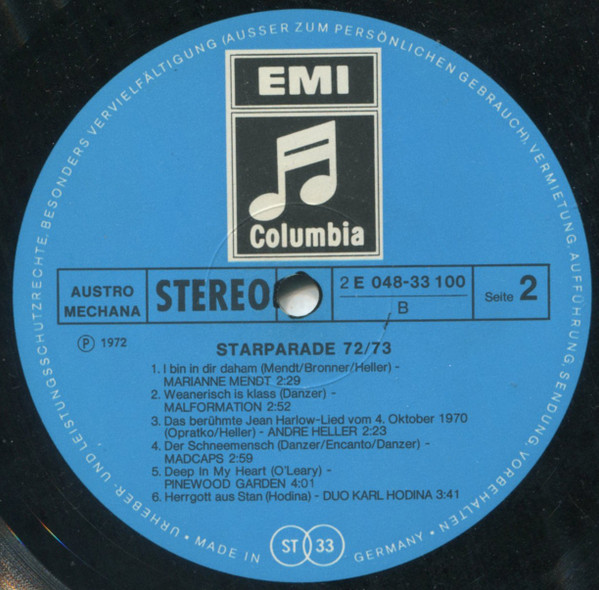 URHEBER- UND LEISTUNGSSCHUTZRECHTE, BESONDERS VERVIELFÄLTIGUNG (AUSSER ZUM PERSÖNLICHEN GEBRAUCH), VERMIETUNG, AUFFÜHRUNG, SENDUNG, VORBEHALTEN • MADE IN GERMANY •
EMI
Columbia
AUSTRO
MECHANA
STEREO
2 E 048-33 100
B
Seite 2
Ⓟ 1972
STARPARADE 72/73
1. I bin in dir daham (Mendt/Bronner/Heller) -
MARIANNE MENDT 2:29
2. Weanerisch is klass (Danzer) -
MALFORMATION 2:52
3. Das berühmte Jean Harlow-Lied vom 4. Oktober 1970
(Opratko/Heller) - ANDRE HELLER 2:23
4. Der Schneemensch (Danzer/Encanto/Danzer) -
MADCAPS 2:59
5. Deep In My Heart (O'Leary) -
PINEWOOD GARDEN 4:01
6. Herrgott aus Stan (Hodina) - DUO KARL HODINA 3:41
ST 33